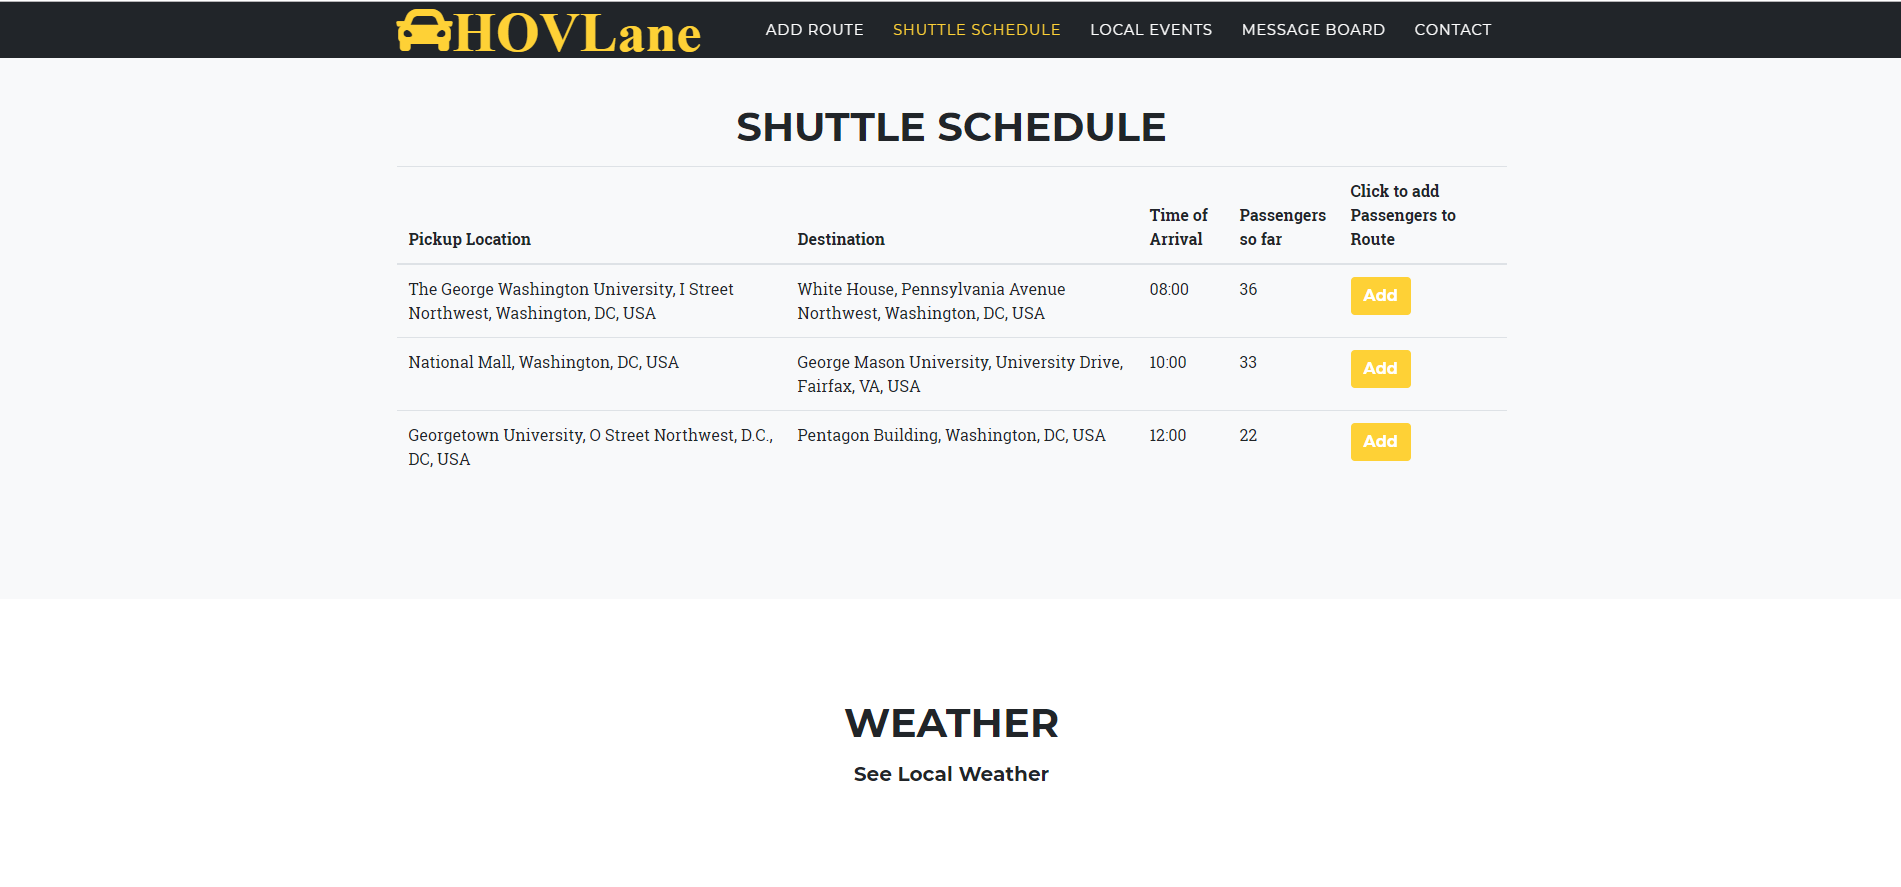 HOVLane
ADD ROUTE SHUTTLE SCHEDULE LOCAL EVENTS MESSAGE BOARD CONTACT
SHUTTLE SCHEDULE
Pickup Location
Destination
Time of
Arrival
Passengers
so far
Click to add
Passengers to
Route
The George Washington University, I Street
Northwest, Washington, DC, USA
White House, Pennsylvania Avenue
Northwest, Washington, DC, USA
08:00
36
Add
National Mall, Washington, DC, USA
George Mason University, University Drive,
Fairfax, VA, USA
10:00
33
Add
Georgetown University, O Street Northwest, D.C.,
DC, USA
Pentagon Building, Washington, DC, USA
12:00
22
Add
WEATHER
See Local Weather